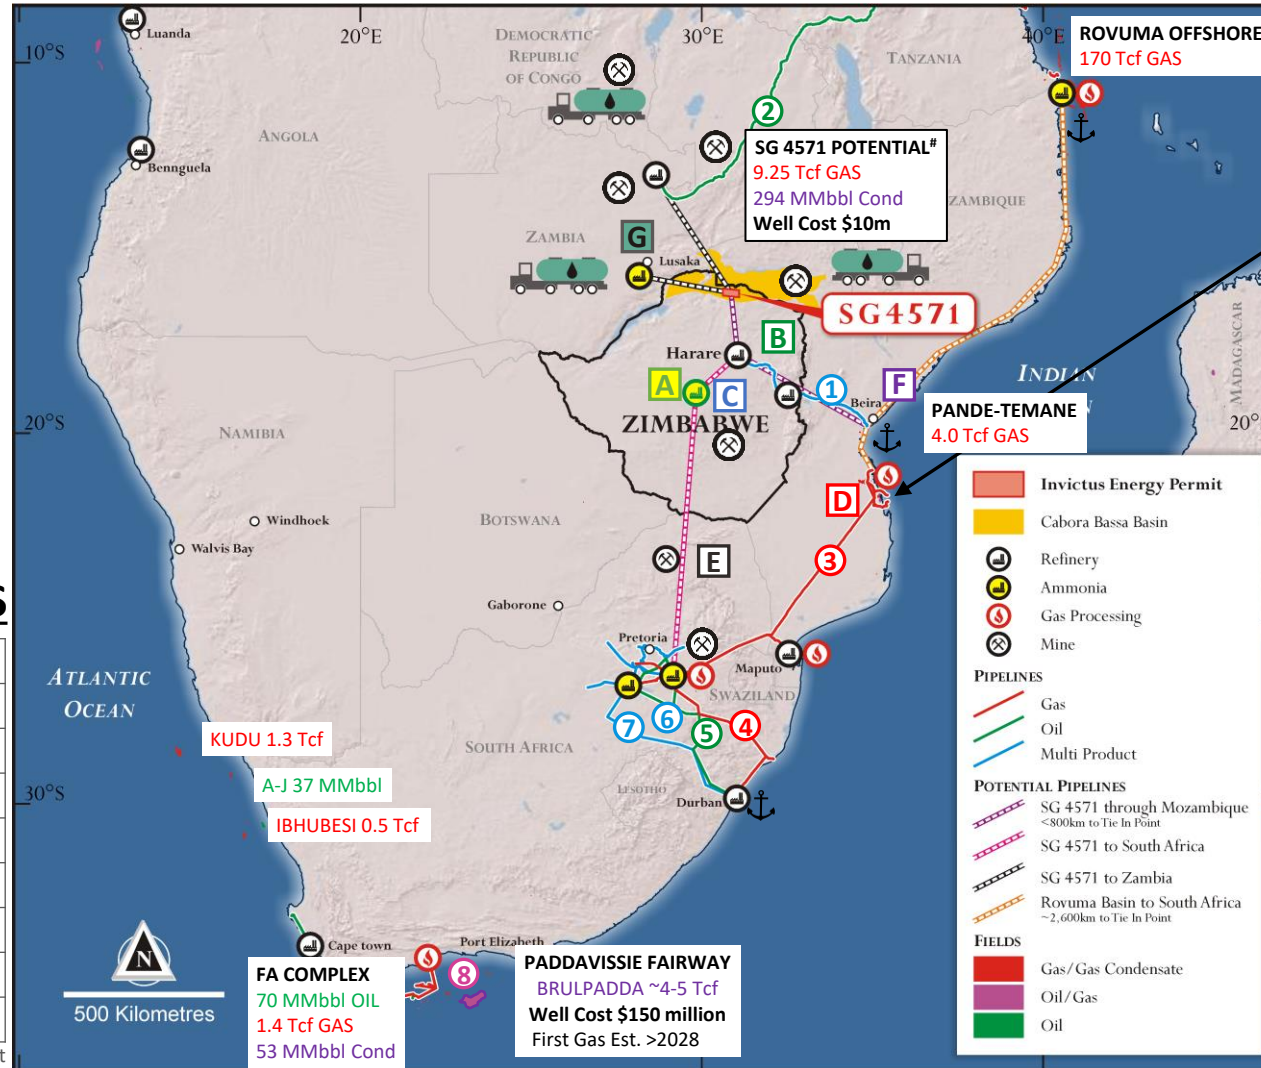 10°S
20°E
30°E
40°E
ROVUMA OFFSHORE
170 Tcf GAS
Luanda
DEMOCRATIC
REPUBLIC
OF CONGO
TANZANIA
2
ANGOLA
Bennguela
SG 4571 POTENTIAL#
9.25 Tcf GAS
294 MMbbl Cond
Well Cost $10m
ZAMBIQUE
ZAMBIA
G
Lusaka
SG4571
B
Harare
A
C
1
F
Beira
INDIAN
N
MADAGASCAR
20°S
20°
ZIMBABWE
PANDE-TEMANE
4.0 Tcf GAS
NAMIBIA
D
BOTSWANA
Windhoek
Walvis Bay
E
3
Gaborone
S
Pretoria
Maputo
SWAZILAND
ATLANTIC
OCEAN
KUDU 1.3 Tcf
7
6
5
4
SOUTH AFRICA
A-J 37 MMbbl
LESOTHO
30°S
Durban
IBHUBESI 0.5 Tcf
Invictus Energy Permit
Cabora Bassa Basin
Refinery
Ammonia
Gas Processing
Mine
PIPELINES
Gas
Oil
Multi Product
POTENTIAL PIPELINES
SG 4571 through Mozambique
<800km to Tie In Point
SG 4571 to South Africa
SG 4571 to Zambia
Rovuma Basin to South Africa
~2,600km to Tie In Point
FIELDS
Gas/Gas Condensate
Oil/Gas
Oil
N
500 Kilometres
Cape town
Port Elizabeth
8
FA COMPLEX
70 MMbbl OIL
1.4 Tcf GAS
53 MMbbl Cond
PADDAVISSIE FAIRWAY
BRULPADDA ~4-5 Tcf
Well Cost $150 million
First Gas Est. >2028
t